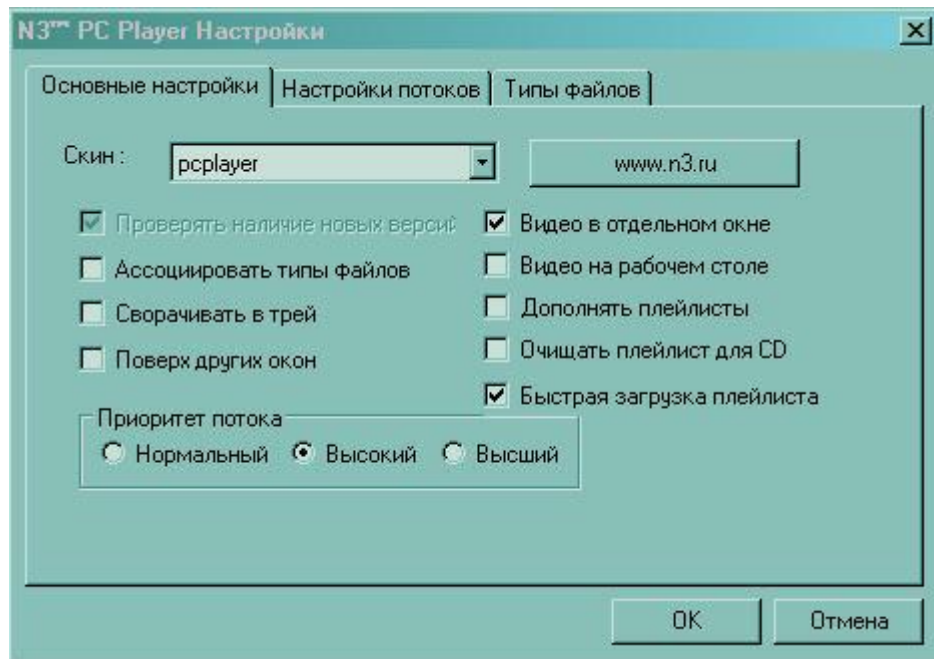 N3™ PC Player Настройки
Основные настройки Настройки потоков Типы файлов
Скин : pcplayer www.n3.ru
Проверять наличие новых версий
Ассоциировать типы файлов
Сворачивать в трей
Поверх других окон
Видео в отдельном окне
Видео на рабочем столе
Дополнять плейлисты
Очищать плейлист для CD
Быстрая загрузка плейлиста
Приоритет потока
Нормальный Высокий Высший
OK Отмена